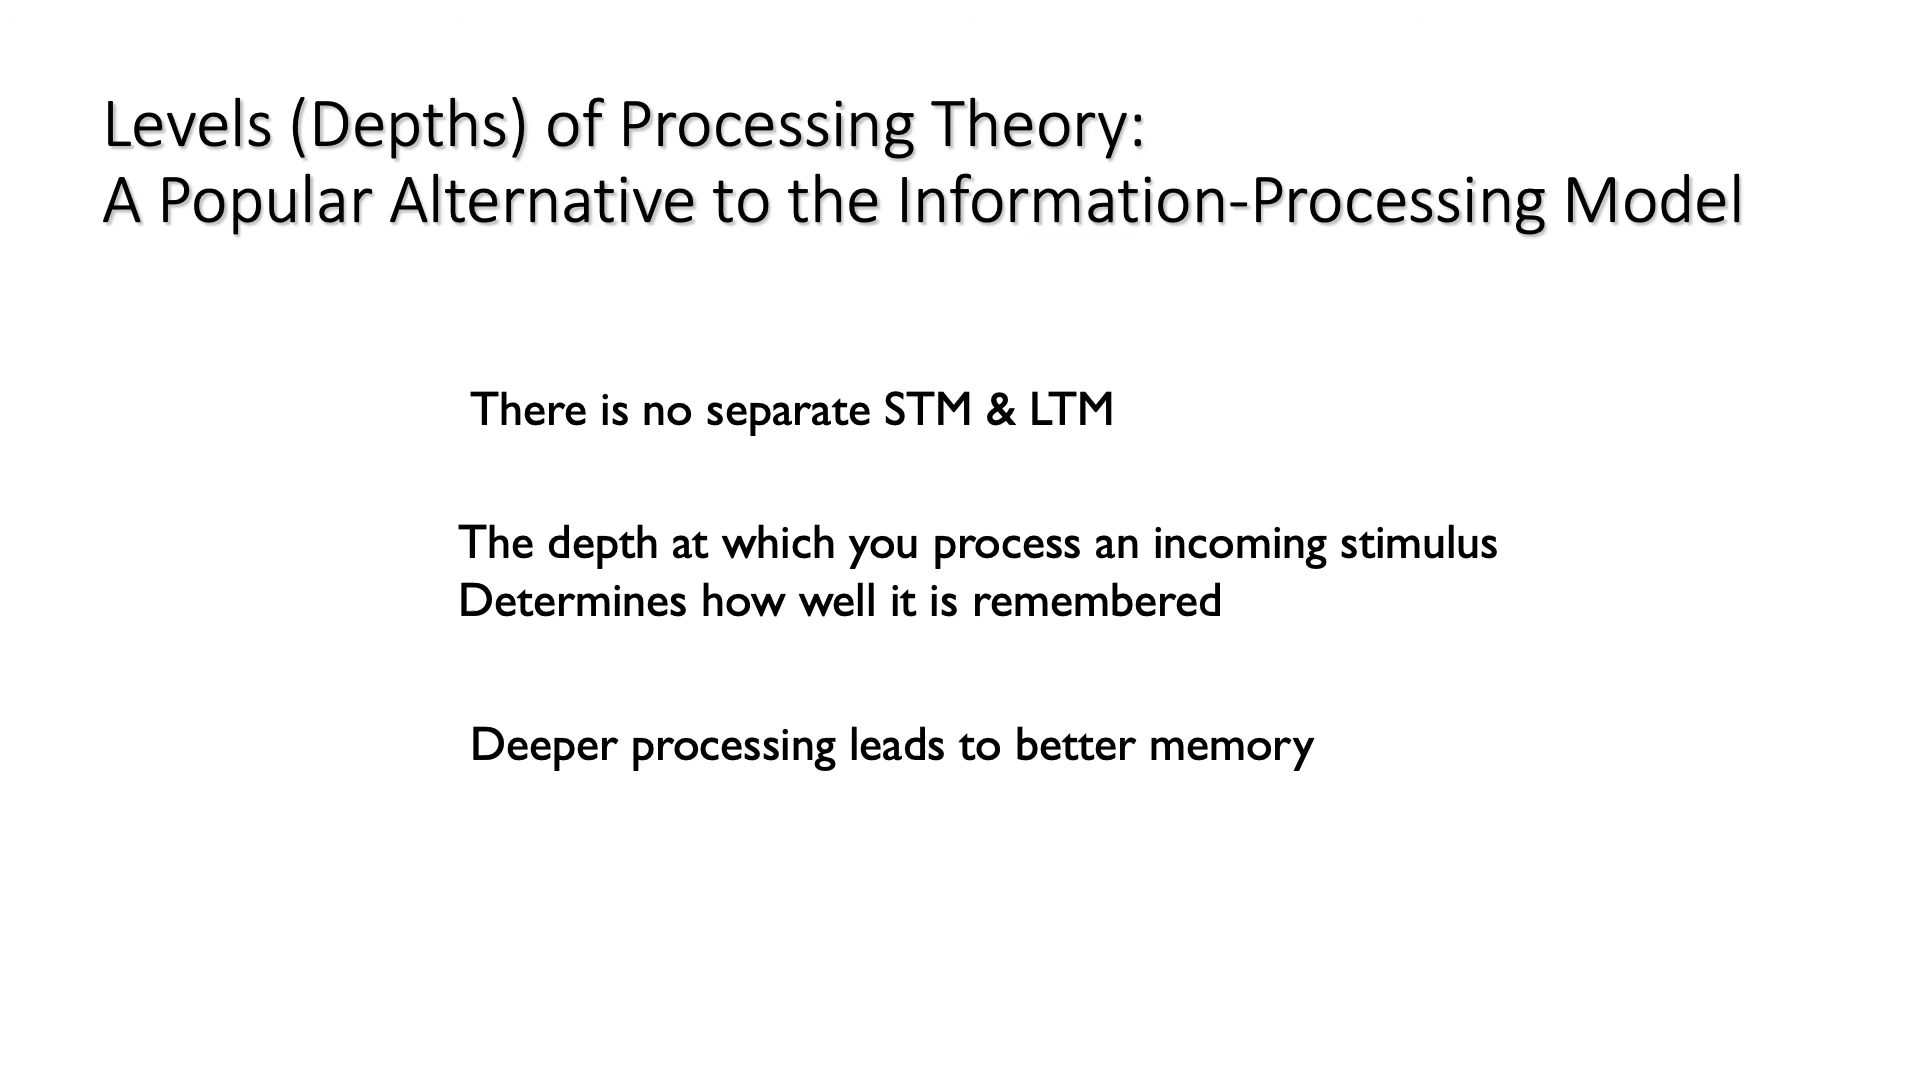 Levels (Depths) of Processing Theory:
A Popular Alternative to the Information-Processing Model
There is no separate STM & LTM
The depth at which you process an incoming stimulus
Determines how well it is remembered
Deeper processing leads to better memory